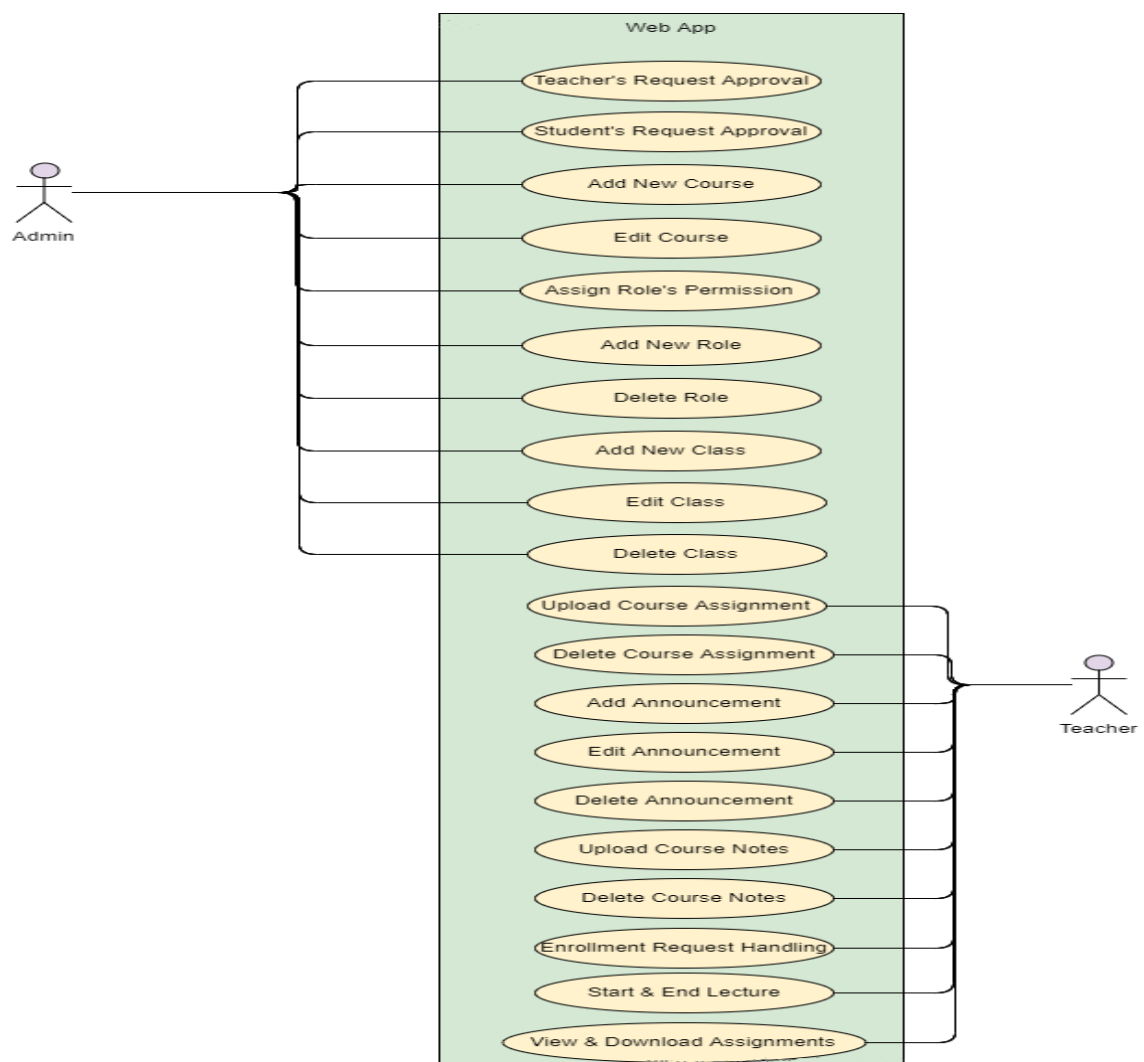 Web App
Teacher's Request Approval
Student's Request Approval
Add New Course
Admin
Edit Course
Assign Role's Permission
Add New Role
Delete Role
Add New Class
Edit Class
Delete Class
Upload Course Assignment
Delete Course Assignment
Add Announcement
Teacher
Edit Announcement
Delete Announcement
Upload Course Notes
Delete Course Notes
Enrollment Request Handling
Start & End Lecture
View & Download Assignments